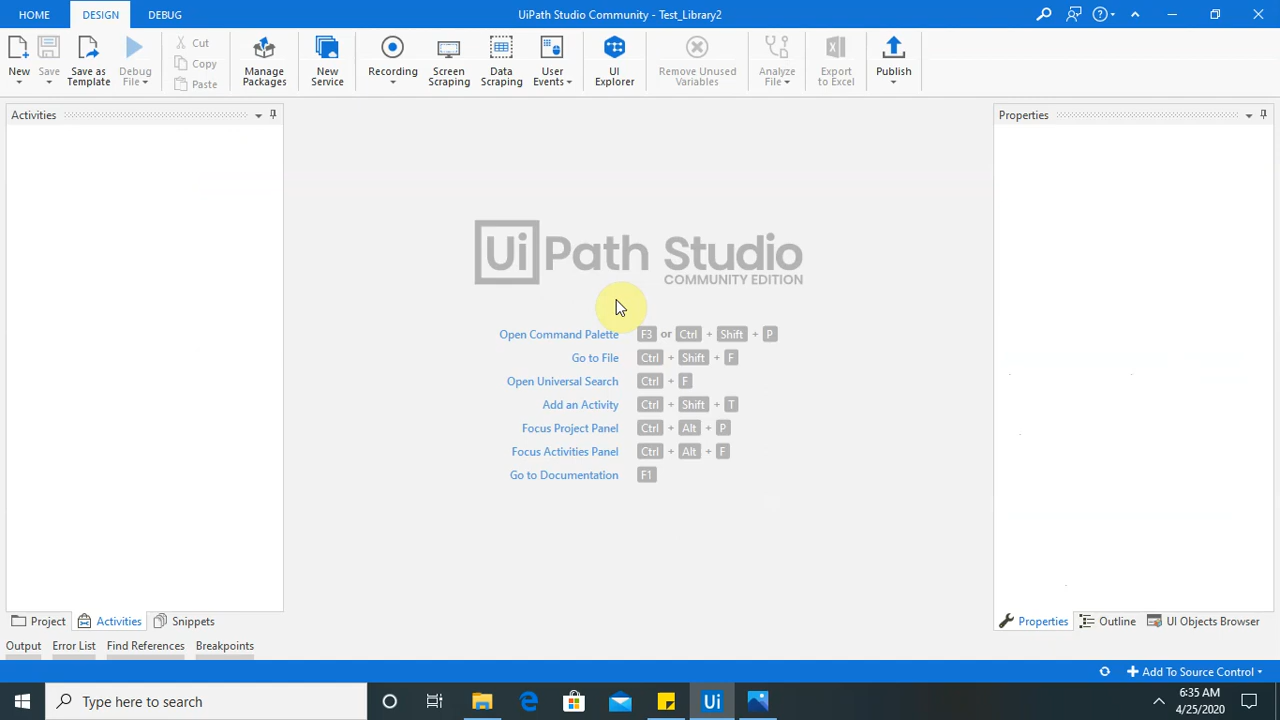 HOME DESIGN DEBUG UiPath Studio Community - Test_Library2
New Save Save as Template Debug File Cut Copy Paste Manage Packages New Service Recording Screen Scraping Data Scraping User Events UI Explorer Remove Unused Variables Analyze File Export to Excel Publish
Activities Properties
UiPath Studio
COMMUNITY EDITION
Open Command Palette F3 or Ctrl + Shift + P
Go to File Ctrl + Shift + F
Open Universal Search Ctrl + F
Add an Activity Ctrl + Shift + T
Focus Project Panel Ctrl + Alt + P
Focus Activities Panel Ctrl + Alt + F
Go to Documentation F1
Project Activities Snippets Properties Outline UI Objects Browser
Output Error List Find References Breakpoints
Add To Source Control
Type here to search Ui 6:35 AM
4/25/2020